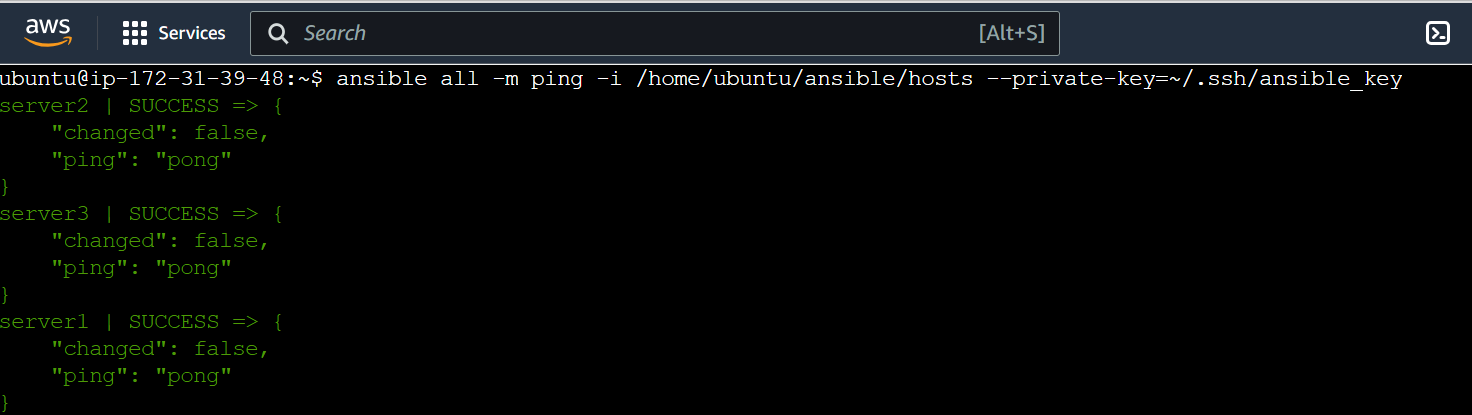 aws Services Search [Alt+S]
ubuntu@ip-172-31-39-48:~$ ansible all -m ping -i /home/ubuntu/ansible/hosts --private-key=~/.ssh/ansible_key
server2 | SUCCESS => {
    "changed": false,
    "ping": "pong"
}
server3 | SUCCESS => {
    "changed": false,
    "ping": "pong"
}
server1 | SUCCESS => {
    "changed": false,
    "ping": "pong"
}